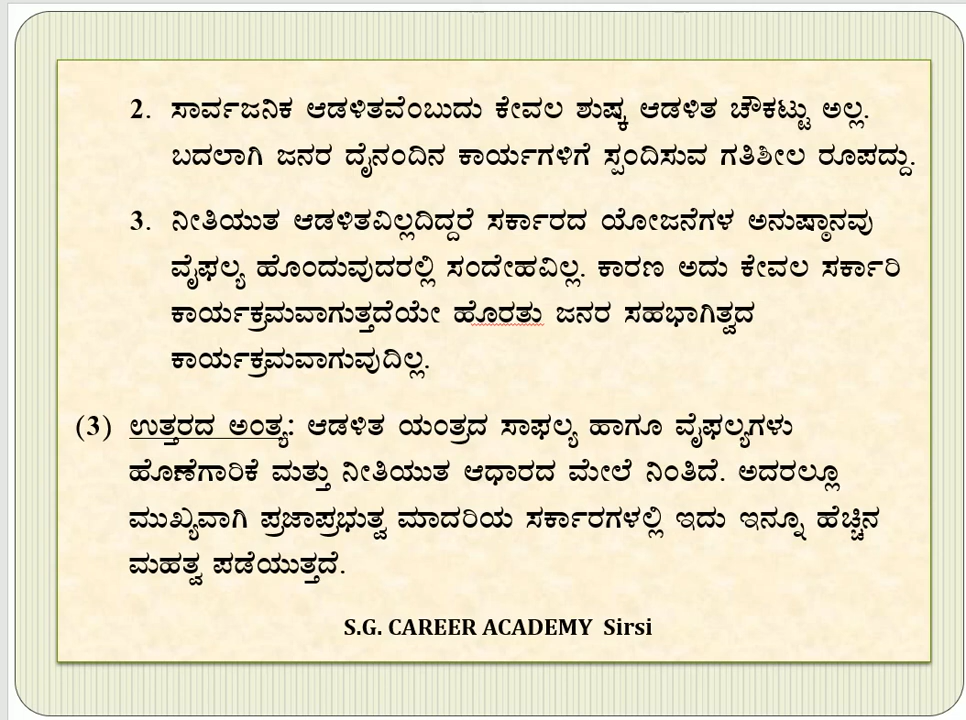 2. ಸಾರ್ವಜನಿಕ ಆಡಳಿತವೆಂಬುದು ಕೇವಲ ಶುಷ್ಕ ಆಡಳಿತ ಚೌಕಟ್ಟು ಅಲ್ಲ.
ಬದಲಾಗಿ ಜನರ ದೈನಂದಿನ ಕಾರ್ಯಗಳಿಗೆ ಸ್ಪಂದಿಸುವ ಗತಿಶೀಲ ರೂಪದ್ದು.
3. ನೀತಿಯುತ ಆಡಳಿತವಿಲ್ಲದಿದ್ದರೆ ಸರ್ಕಾರದ ಯೋಜನೆಗಳ ಅನುಷ್ಠಾನವು
ವೈಫಲ್ಯ ಹೊಂದುವುದರಲ್ಲಿ ಸಂದೇಹವಿಲ್ಲ. ಕಾರಣ ಅದು ಕೇವಲ ಸರ್ಕಾರಿ
ಕಾರ್ಯಕ್ರಮವಾಗುತ್ತದೆಯೇ ಹೊರತು ಜನರ ಸಹಭಾಗಿತ್ವದ
ಕಾರ್ಯಕ್ರಮವಾಗುವುದಿಲ್ಲ.
(3) ಉತ್ತರದ ಅಂತ್ಯ: ಆಡಳಿತ ಯಂತ್ರದ ಸಾಫಲ್ಯ ಹಾಗೂ ವೈಫಲ್ಯಗಳು
ಹೊಣೆಗಾರಿಕೆ ಮತ್ತು ನೀತಿಯುತ ಆಧಾರದ ಮೇಲೆ ನಿಂತಿದೆ. ಅದರಲ್ಲೂ
ಮುಖ್ಯವಾಗಿ ಪ್ರಜಾಪ್ರಭುತ್ವ ಮಾದರಿಯ ಸರ್ಕಾರಗಳಲ್ಲಿ ಇದು ಇನ್ನೂ ಹೆಚ್ಚಿನ
ಮಹತ್ವ ಪಡೆಯುತ್ತದೆ.
S.G. CAREER ACADEMY Sirsi